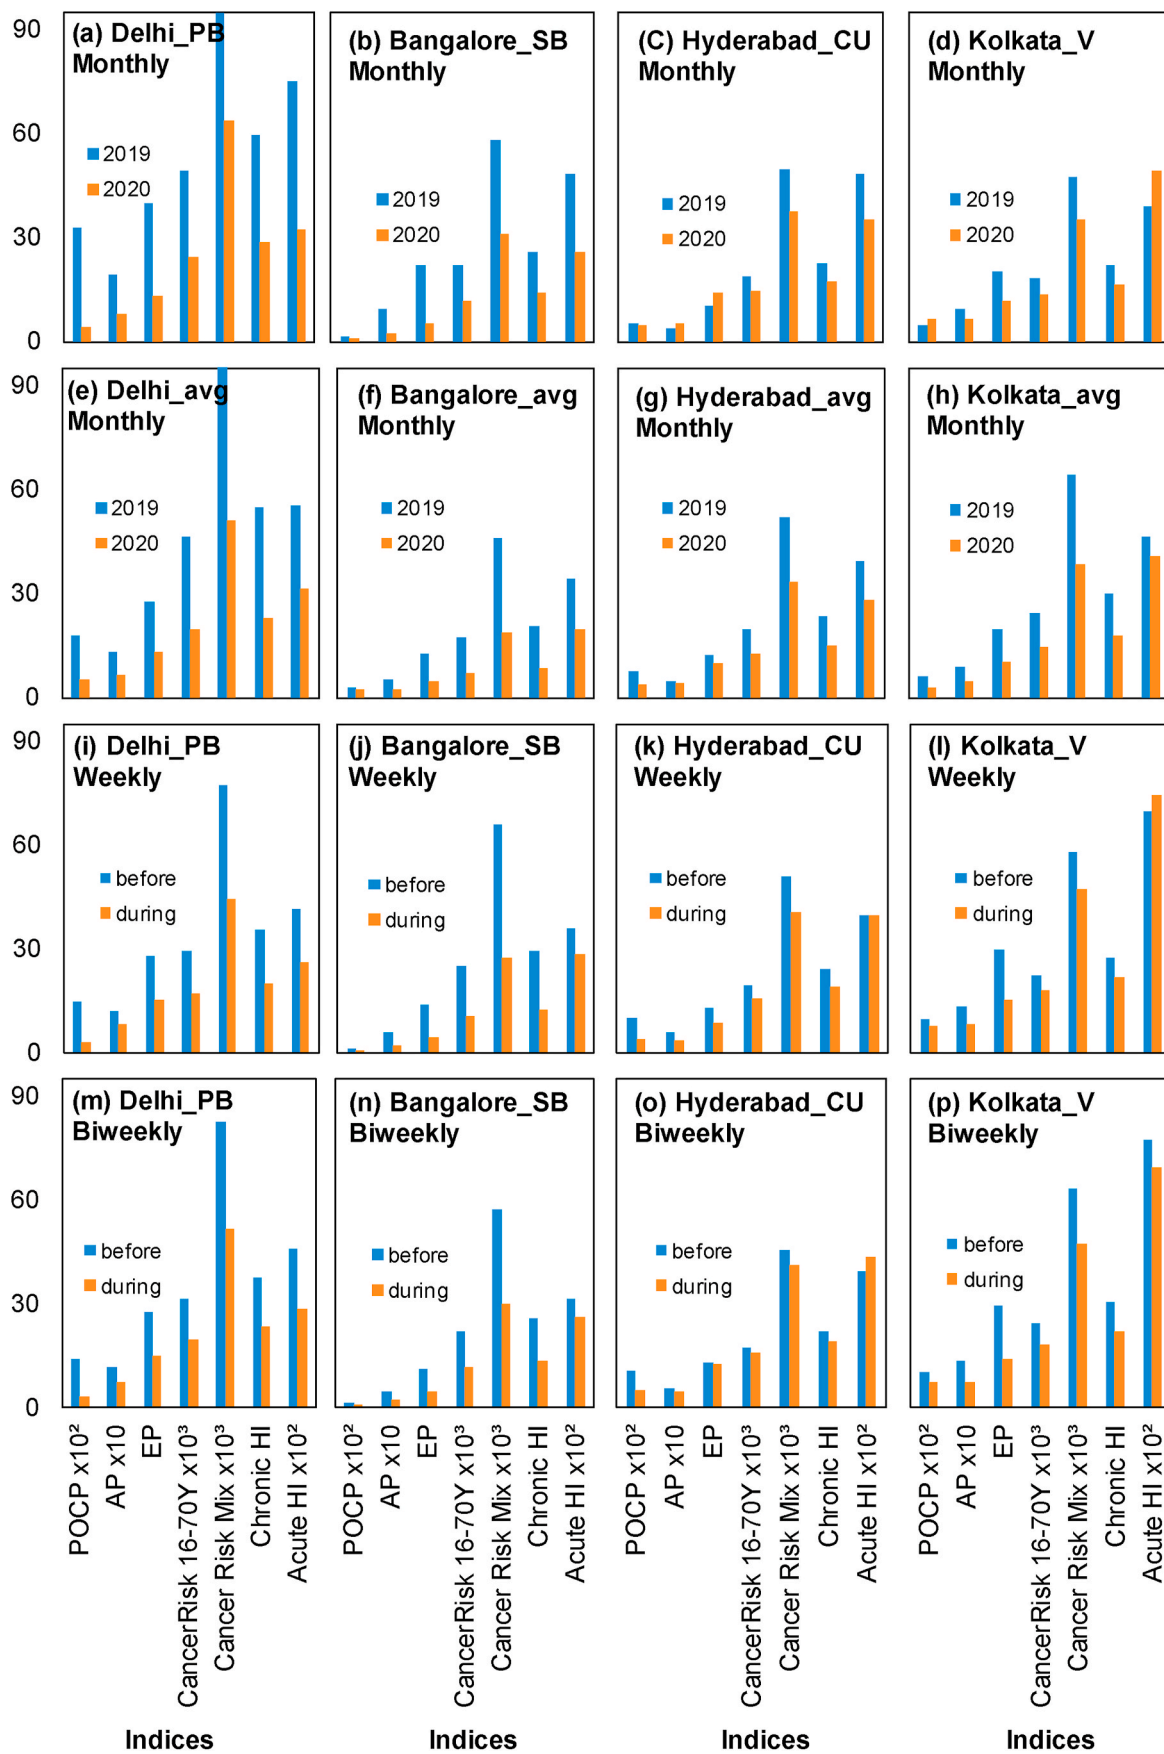 90
60
30
0
(a) Delhi_PB
Monthly
2019
2020
(b) Bangalore_SB
Monthly
2019
2020
(C) Hyderabad_CU
Monthly
2019
2020
(d) Kolkata_V
Monthly
2019
2020
90
60
30
0
(e) Delhi_avg
Monthly
2019
2020
(f) Bangalore_avg
Monthly
2019
2020
(g) Hyderabad_avg
Monthly
2019
2020
(h) Kolkata_avg
Monthly
2019
2020
90
60
30
0
(i) Delhi_PB
Weekly
before
during
(j) Bangalore_SB
Weekly
before
during
(k) Hyderabad_CU
Weekly
before
during
(l) Kolkata_V
Weekly
before
during
90
60
30
0
(m) Delhi_PB
Biweekly
before
during
(n) Bangalore_SB
Biweekly
before
during
(o) Hyderabad_CU
Biweekly
before
during
(p) Kolkata_V
Biweekly
before
during
POCP x10²
AP x10
EP
CancerRisk 16-70Y x10³
Cancer Risk Mix x10³
Chronic HI
Acute HI x10²
POCP x10²
AP x10
EP
CancerRisk 16-70Y x10³
Cancer Risk Mix x10³
Chronic HI
Acute HI x10²
POCP x10²
AP x10
EP
CancerRisk 16-70Y x10³
Cancer Risk Mix x10³
Chronic HI
Acute HI x10²
POCP x10²
AP x10
EP
CancerRisk 16-70Y x10³
Cancer Risk Mix x10³
Chronic HI
Acute HI x10²
Indices
Indices
Indices
Indices